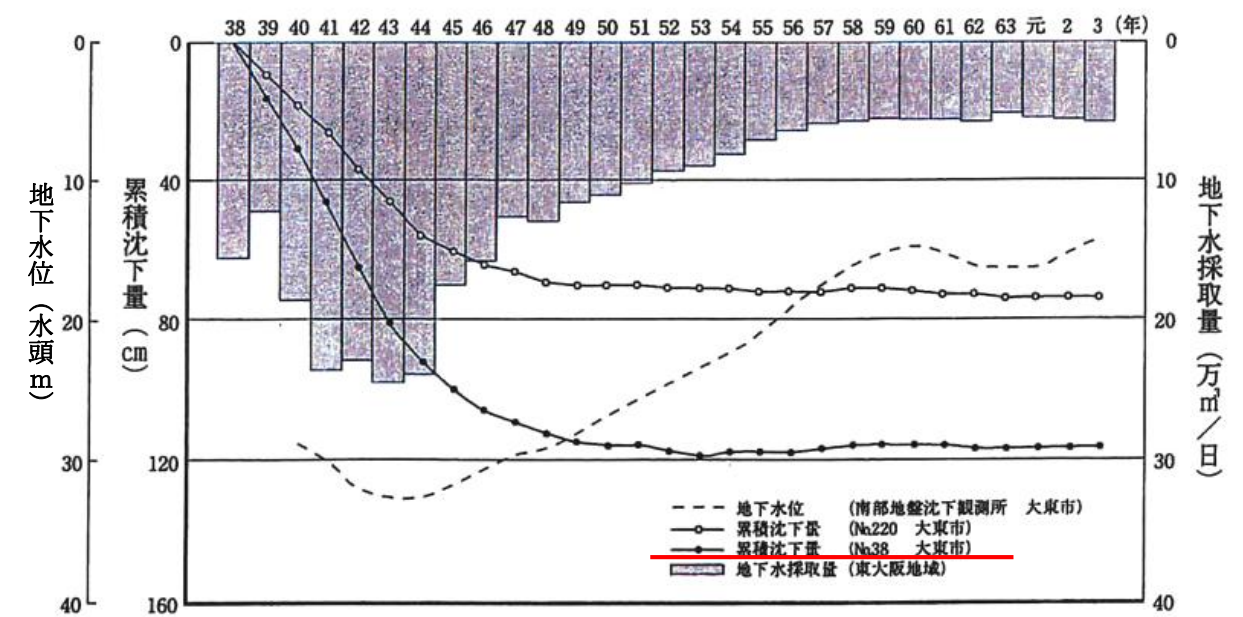 38 39 40 41 42 43 44 45 46 47 48 49 50 51 52 53 54 55 56 57 58 59 60 61 62 63 元 2 3 (年)
0
10
20
30
40
地下水位(水頭m)
0
40
80
120
160
累積沈下量(cm)
0
10
20
30
40
地下水採取量(万㎥/日)
地下水位 (南部地盤沈下観測所 大東市)
累積沈下量 (№220 大東市)
累積沈下量 (№38 大東市)
地下水採取量 (東大阪地域)